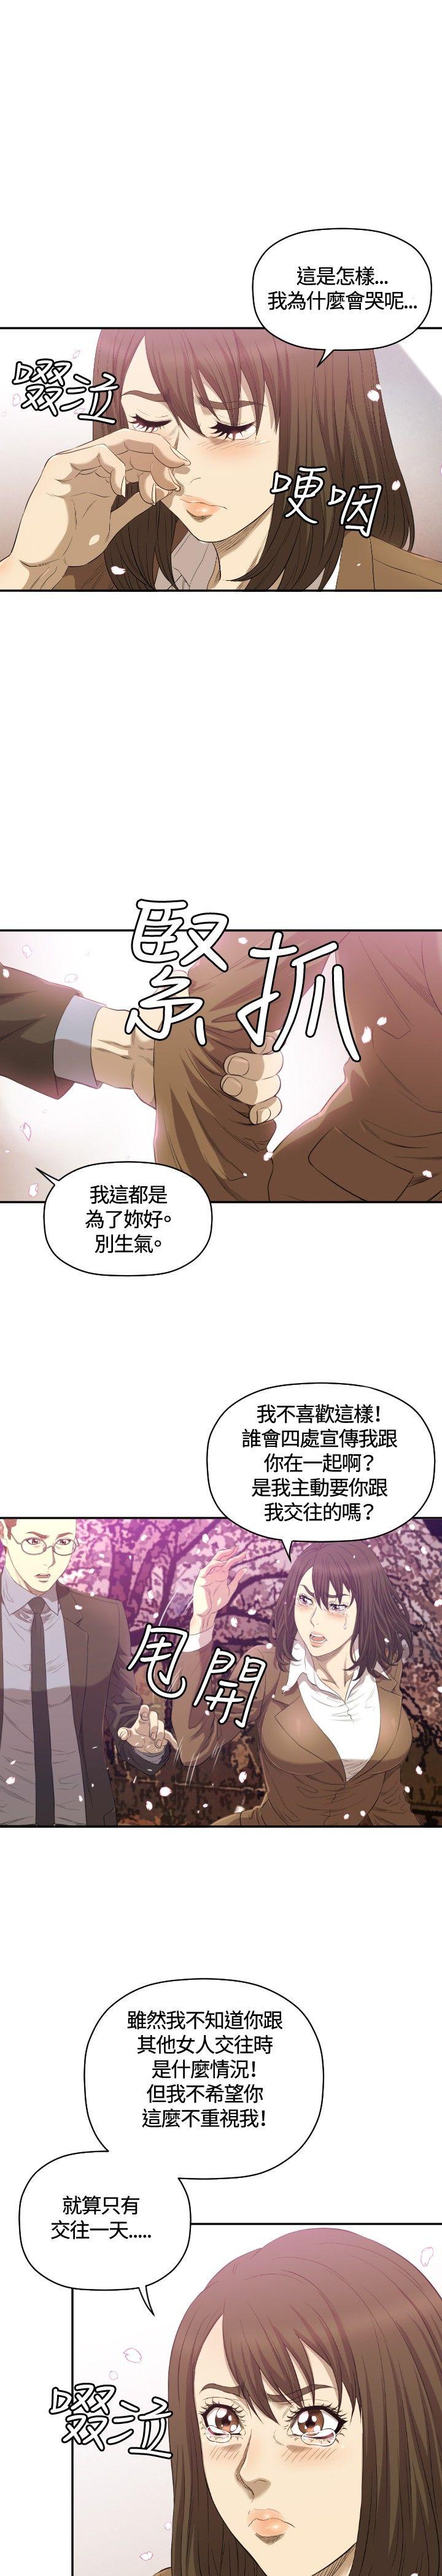 這是怎樣...
我為什麼會哭呢...
啜泣
哽咽
緊抓
我這都是
為了妳好。
別生氣。
我不喜歡這樣！
誰會四處宣傳我跟
你在一起啊？
是我主動要你跟
我交往的嗎？
甩開
雖然我不知道你跟
其他女人交往時
是什麼情況！
但我不希望你
這麼不重視我！
就算只有
交往一天.....
啜泣